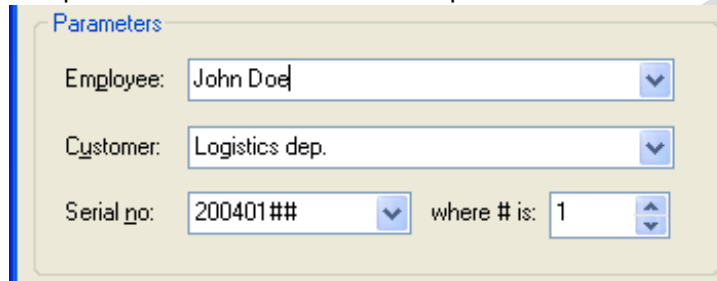 Parameters
Employee: John Doe
Customer: Logistics dep.
Serial no: 200401## where # is: 1